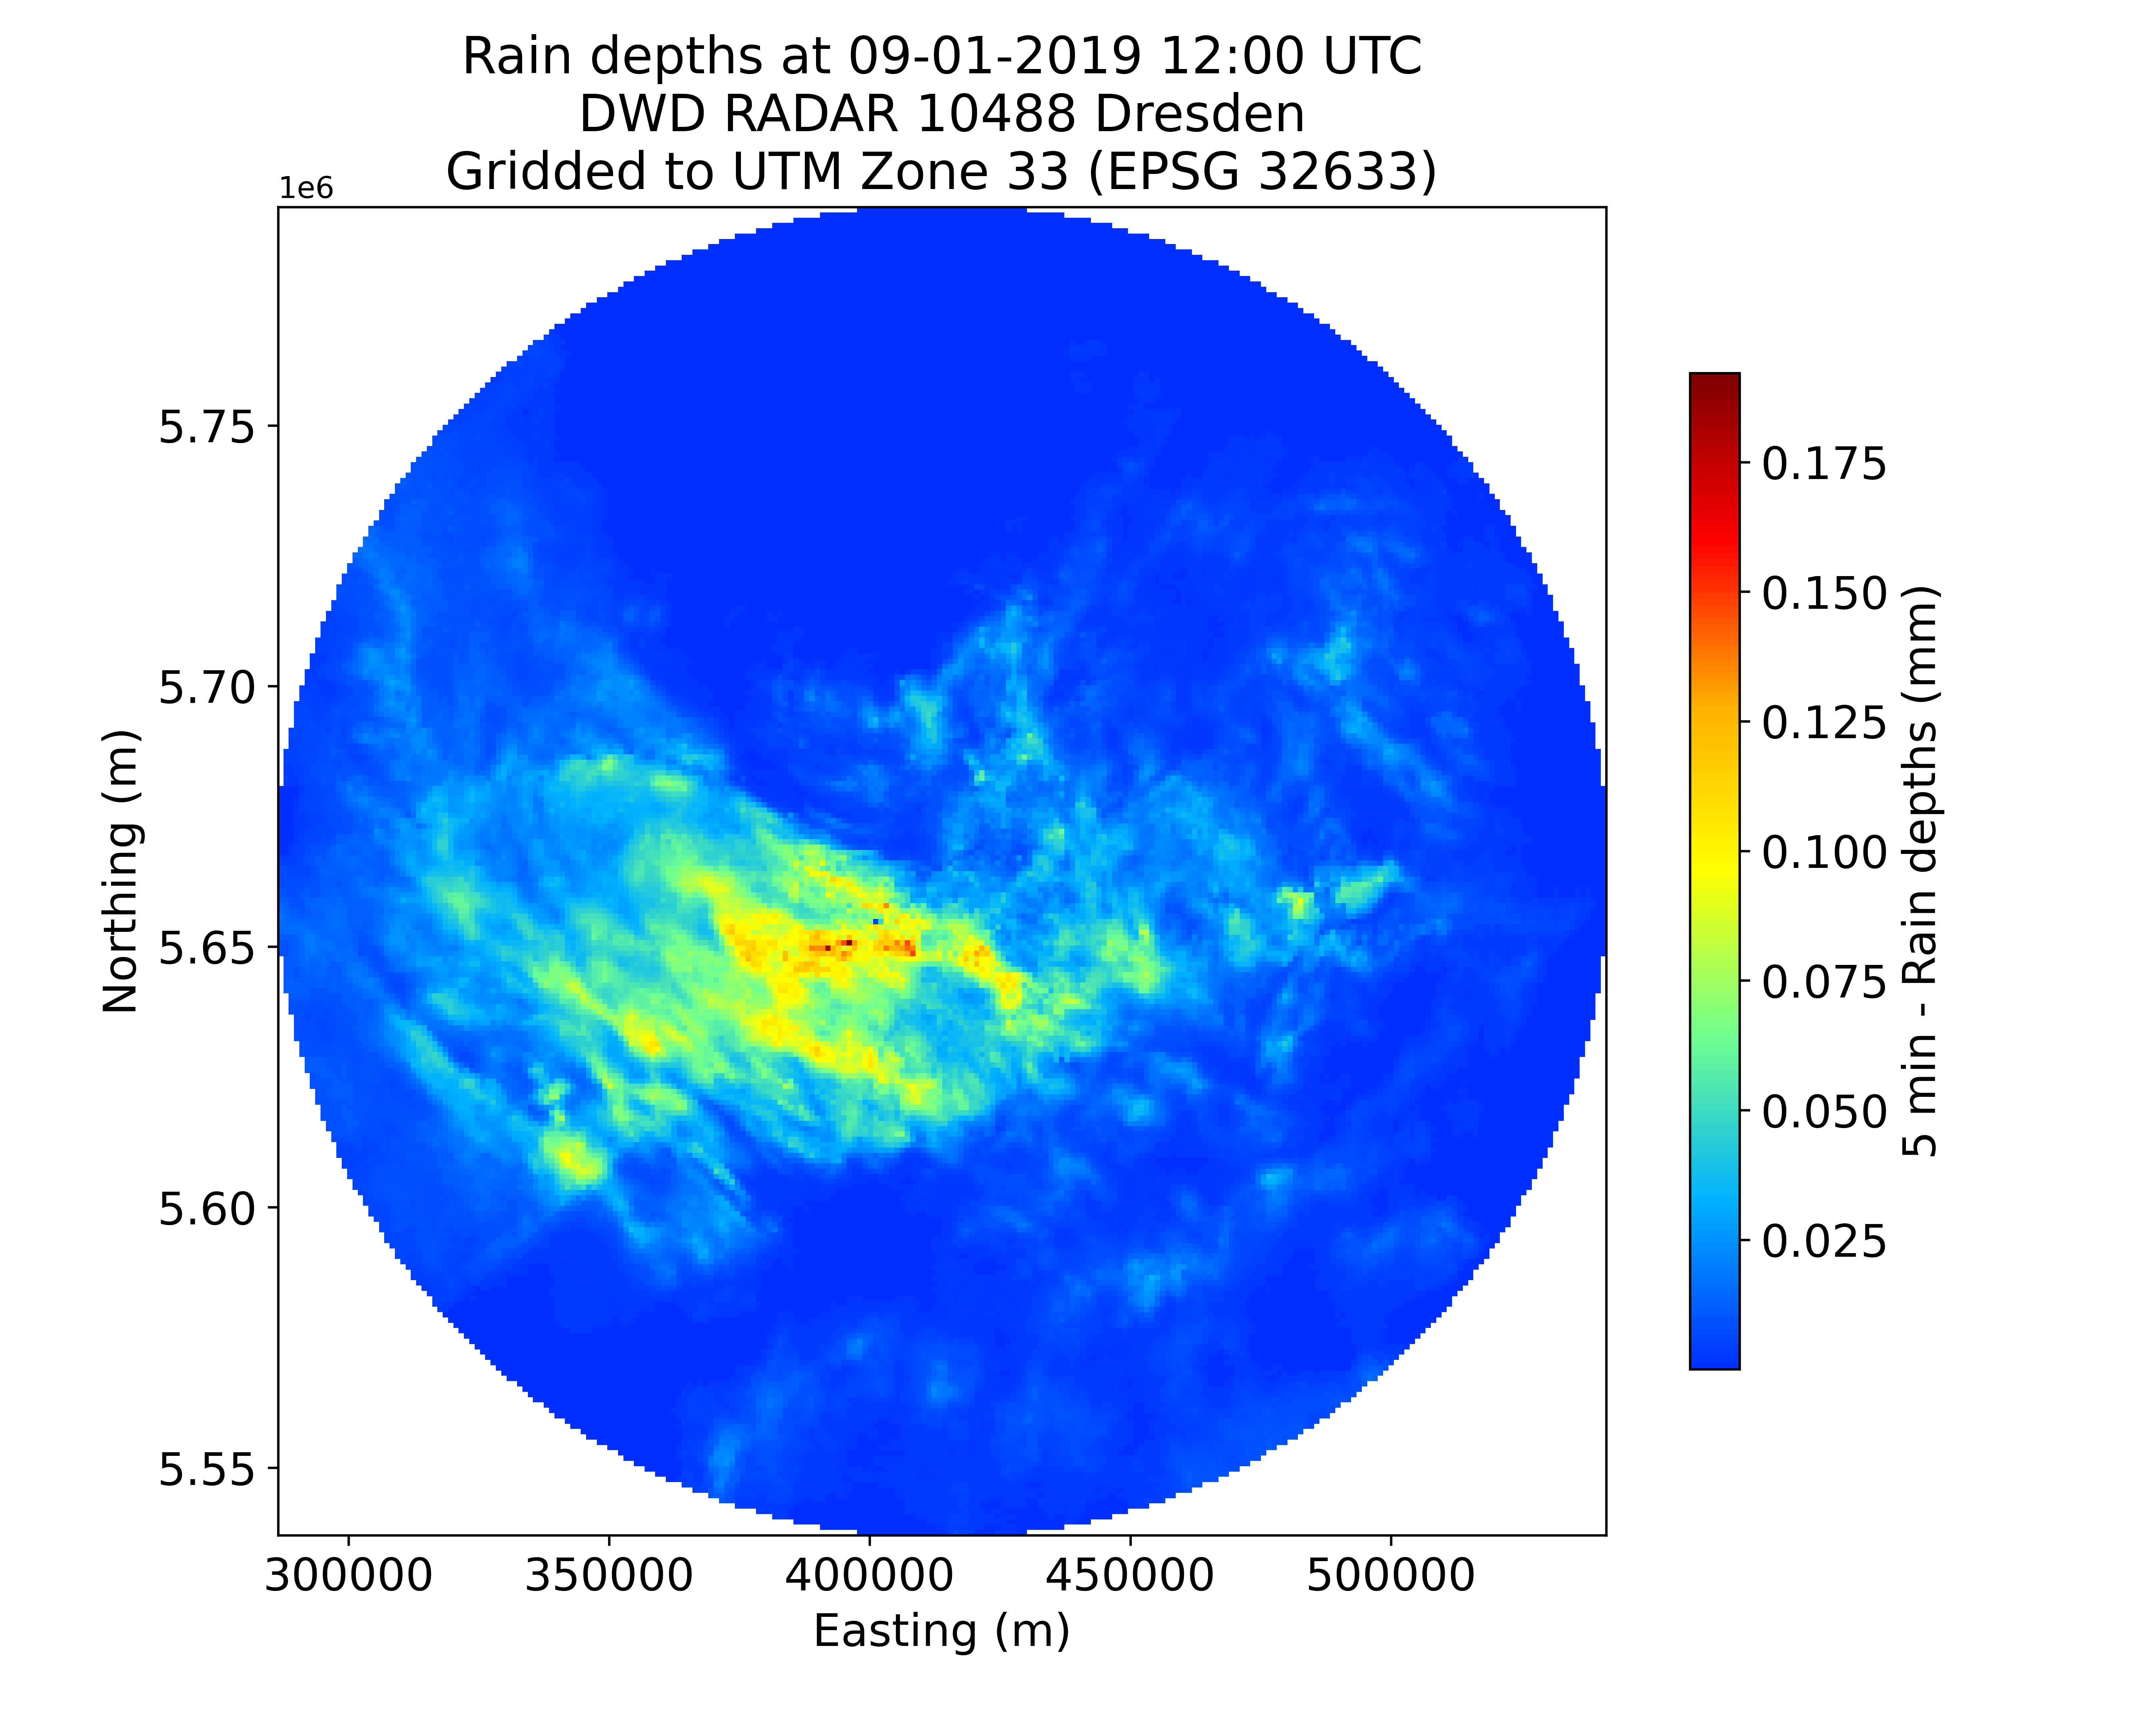 Rain depths at 09-01-2019 12:00 UTC
DWD RADAR 10488 Dresden
Gridded to UTM Zone 33 (EPSG 32633)
1e6
5.75
5.70
5.65
5.60
5.55
Northing (m)
300000 350000 400000 450000 500000
Easting (m)
0.175
0.150
0.125
0.100
0.075
0.050
0.025
5 min - Rain depths (mm)